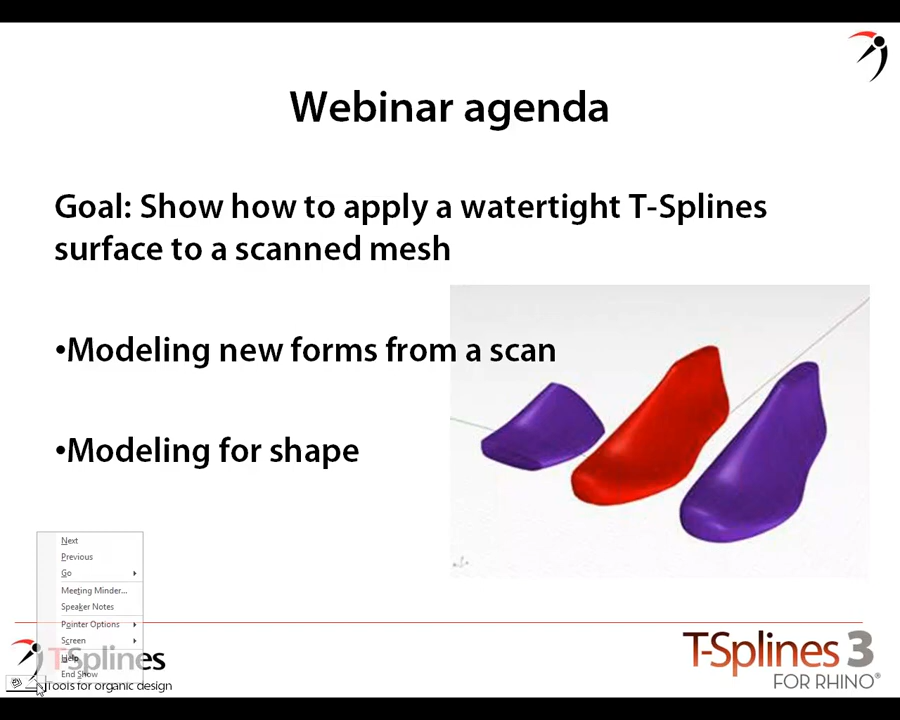 Webinar agenda
Goal: Show how to apply a watertight T-Splines
surface to a scanned mesh
•Modeling new forms from a scan
•Modeling for shape
Next
Previous
Go
Meeting Minder...
Speaker Notes
Pointer Options
Screen
Help
End Show
TSplines
Tools for organic design
T-Splines 3
FOR RHINO®